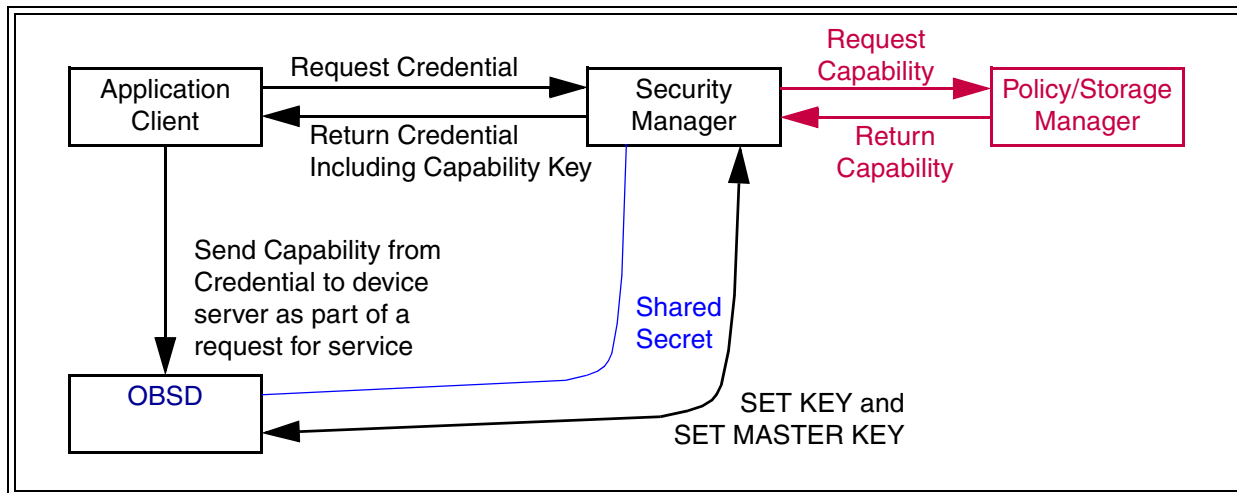 Request Credential
Request
Capability
Application
Client
Security
Manager
Policy/Storage
Manager
Return Credential
Including Capability Key
Return
Capability
Send Capability from
Credential to device
server as part of a
request for service
Shared
Secret
OBSD
SET KEY and
SET MASTER KEY